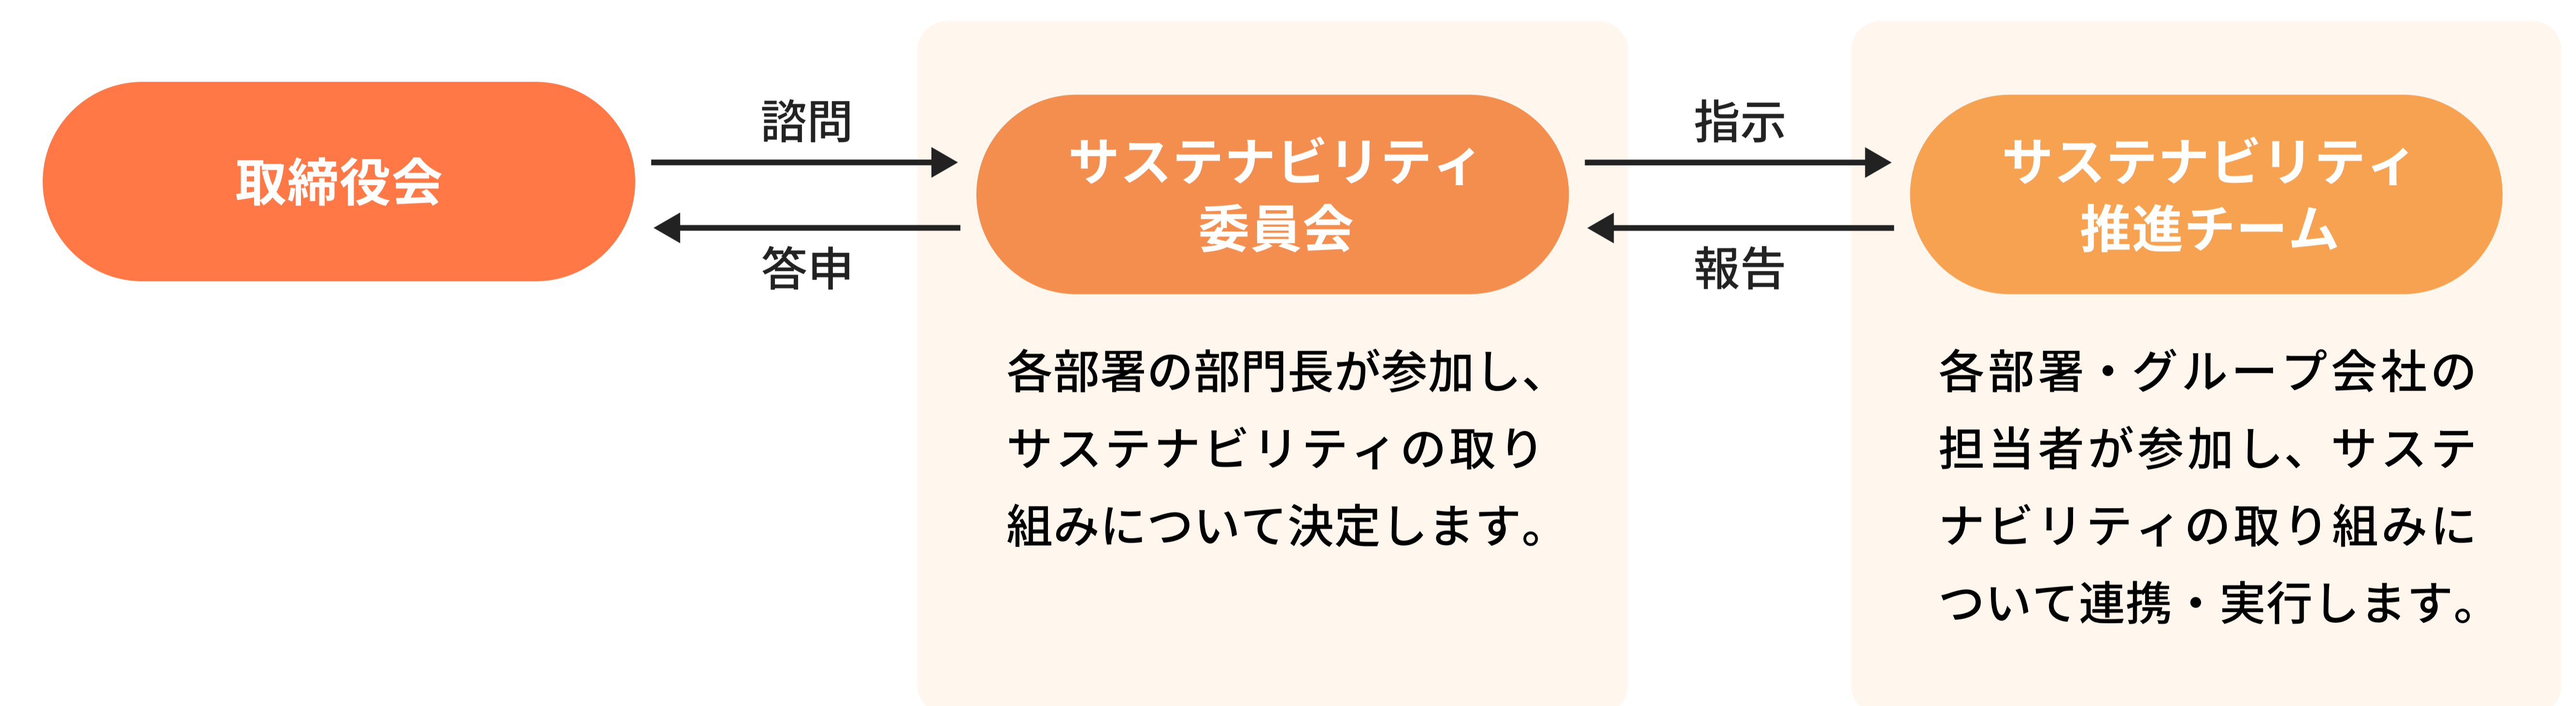 取締役会
諮問
答申
サステナビリティ
委員会
各部署の部門長が参加し、
サステナビリティの取り
組みについて決定します。
指示
報告
サステナビリティ
推進チーム
各部署・グループ会社の
担当者が参加し、サステ
ナビリティの取り組みに
ついて連携・実行します。